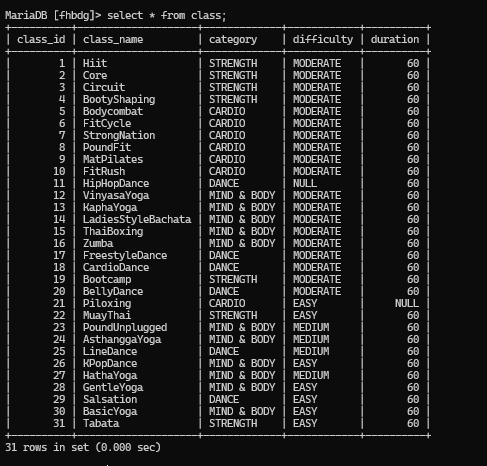 MariaDB [fhbdg]> select * from class;
+----------+--------------------+-------------+------------+----------+
| class_id | class_name         | category    | difficulty | duration |
+----------+--------------------+-------------+------------+----------+
|        1 | Hiit               | STRENGTH    | MODERATE   |       60 |
|        2 | Core               | STRENGTH    | MODERATE   |       60 |
|        3 | Circuit            | STRENGTH    | MODERATE   |       60 |
|        4 | BootyShaping       | STRENGTH    | MODERATE   |       60 |
|        5 | Bodycombat         | CARDIO      | MODERATE   |       60 |
|        6 | FitCycle           | CARDIO      | MODERATE   |       60 |
|        7 | StrongNation       | CARDIO      | MODERATE   |       60 |
|        8 | PoundFit           | CARDIO      | MODERATE   |       60 |
|        9 | MatPilates         | CARDIO      | MODERATE   |       60 |
|       10 | FitRush            | CARDIO      | MODERATE   |       60 |
|       11 | HipHopDance        | DANCE       | NULL       |       60 |
|       12 | VinyasaYoga        | MIND & BODY | MODERATE   |       60 |
|       13 | KaphaYoga          | MIND & BODY | MODERATE   |       60 |
|       14 | LadiesStyleBachata | MIND & BODY | MODERATE   |       60 |
|       15 | ThaiBoxing         | MIND & BODY | MODERATE   |       60 |
|       16 | Zumba              | MIND & BODY | MODERATE   |       60 |
|       17 | FreestyleDance     | DANCE       | MODERATE   |       60 |
|       18 | CardioDance        | DANCE       | MODERATE   |       60 |
|       19 | Bootcamp           | STRENGTH    | MODERATE   |       60 |
|       20 | BellyDance         | DANCE       | MODERATE   |       60 |
|       21 | Piloxing           | CARDIO      | EASY       |     NULL |
|       22 | MuayThai           | STRENGTH    | EASY       |       60 |
|       23 | PoundUnplugged     | MIND & BODY | MEDIUM     |       60 |
|       24 | AsthanggaYoga      | MIND & BODY | MEDIUM     |       60 |
|       25 | LineDance          | DANCE       | MEDIUM     |       60 |
|       26 | KPopDance          | MIND & BODY | EASY       |       60 |
|       27 | HathaYoga          | MIND & BODY | MEDIUM     |       60 |
|       28 | GentleYoga         | MIND & BODY | EASY       |       60 |
|       29 | Salsation          | DANCE       | EASY       |       60 |
|       30 | BasicYoga          | MIND & BODY | EASY       |       60 |
|       31 | Tabata             | STRENGTH    | EASY       |       60 |
+----------+--------------------+-------------+------------+----------+
31 rows in set (0.000 sec)